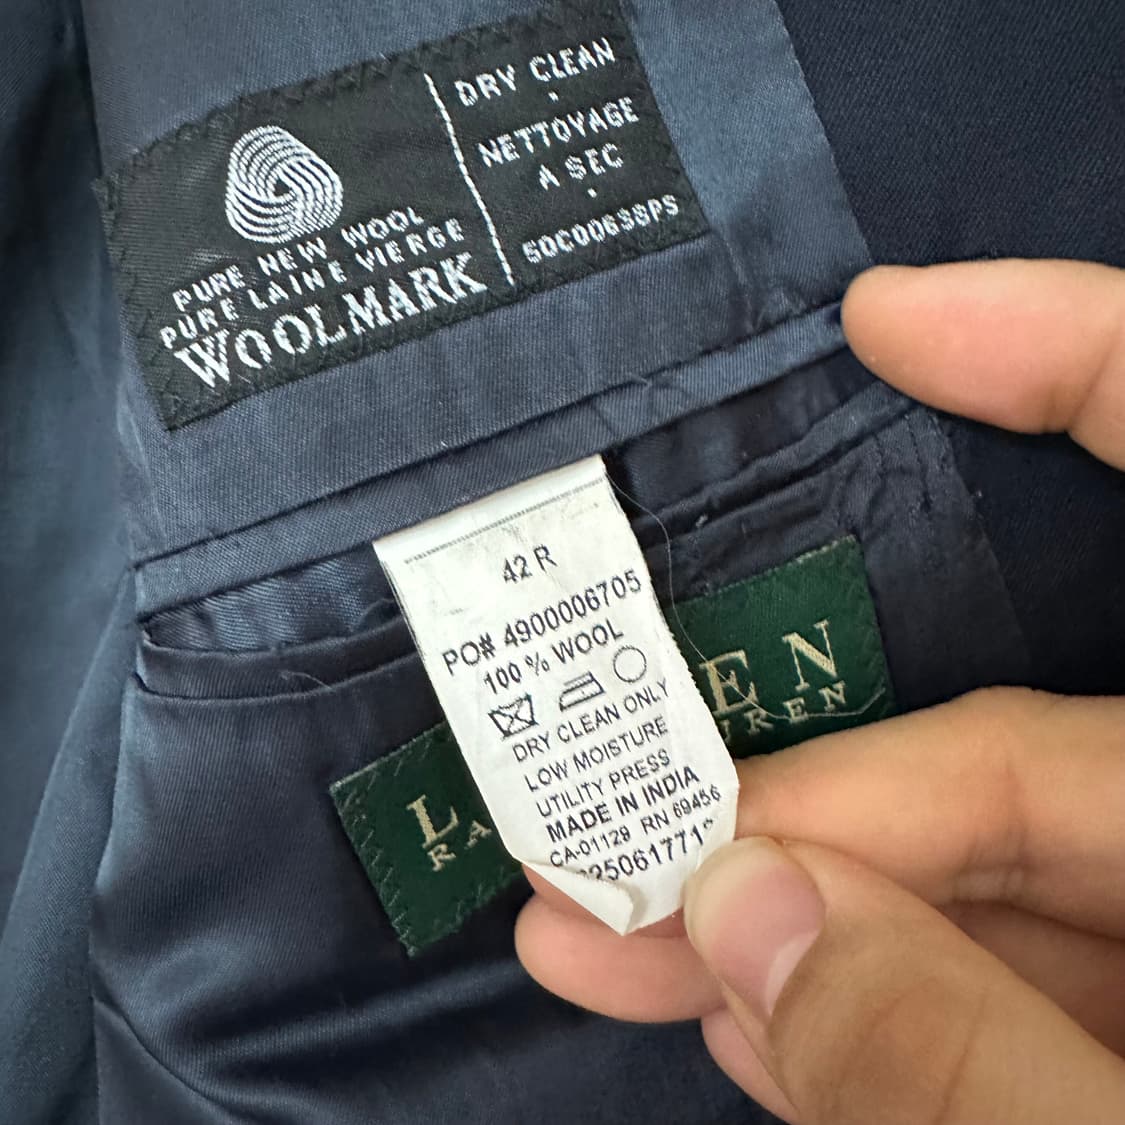 PURE NEW WOOL
PURE LAINE VIERGE
WOOLMARK
DRY CLEAN
NETTOYAGE
A SEC
50C00638PS
42 R
PO# 4900006705
100 % WOOL
DRY CLEAN ONLY
LOW MOISTURE
UTILITY PRESS
MADE IN INDIA
CA-01129 RN 69456